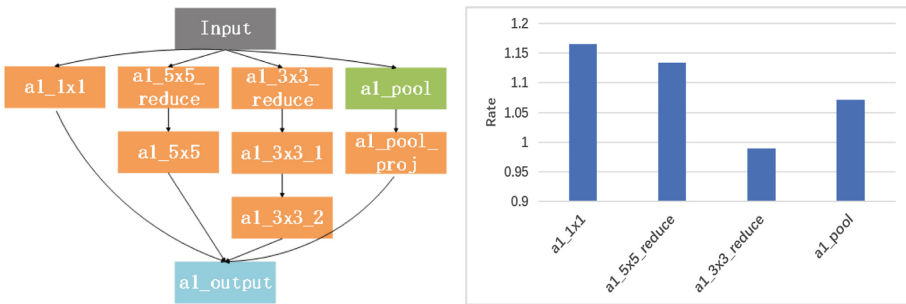 Input
a1_1x1
a1_5x5_
reduce
a1_3x3_
reduce
a1_pool
a1_5x5
a1_3x3_1
a1_pool_
proj
a1_3x3_2
a1_output
1.2
1.15
1.1
1.05
1
0.95
0.9
Rate
a1_1x1
a1_5x5_reduce
a1_3x3_reduce
a1_pool